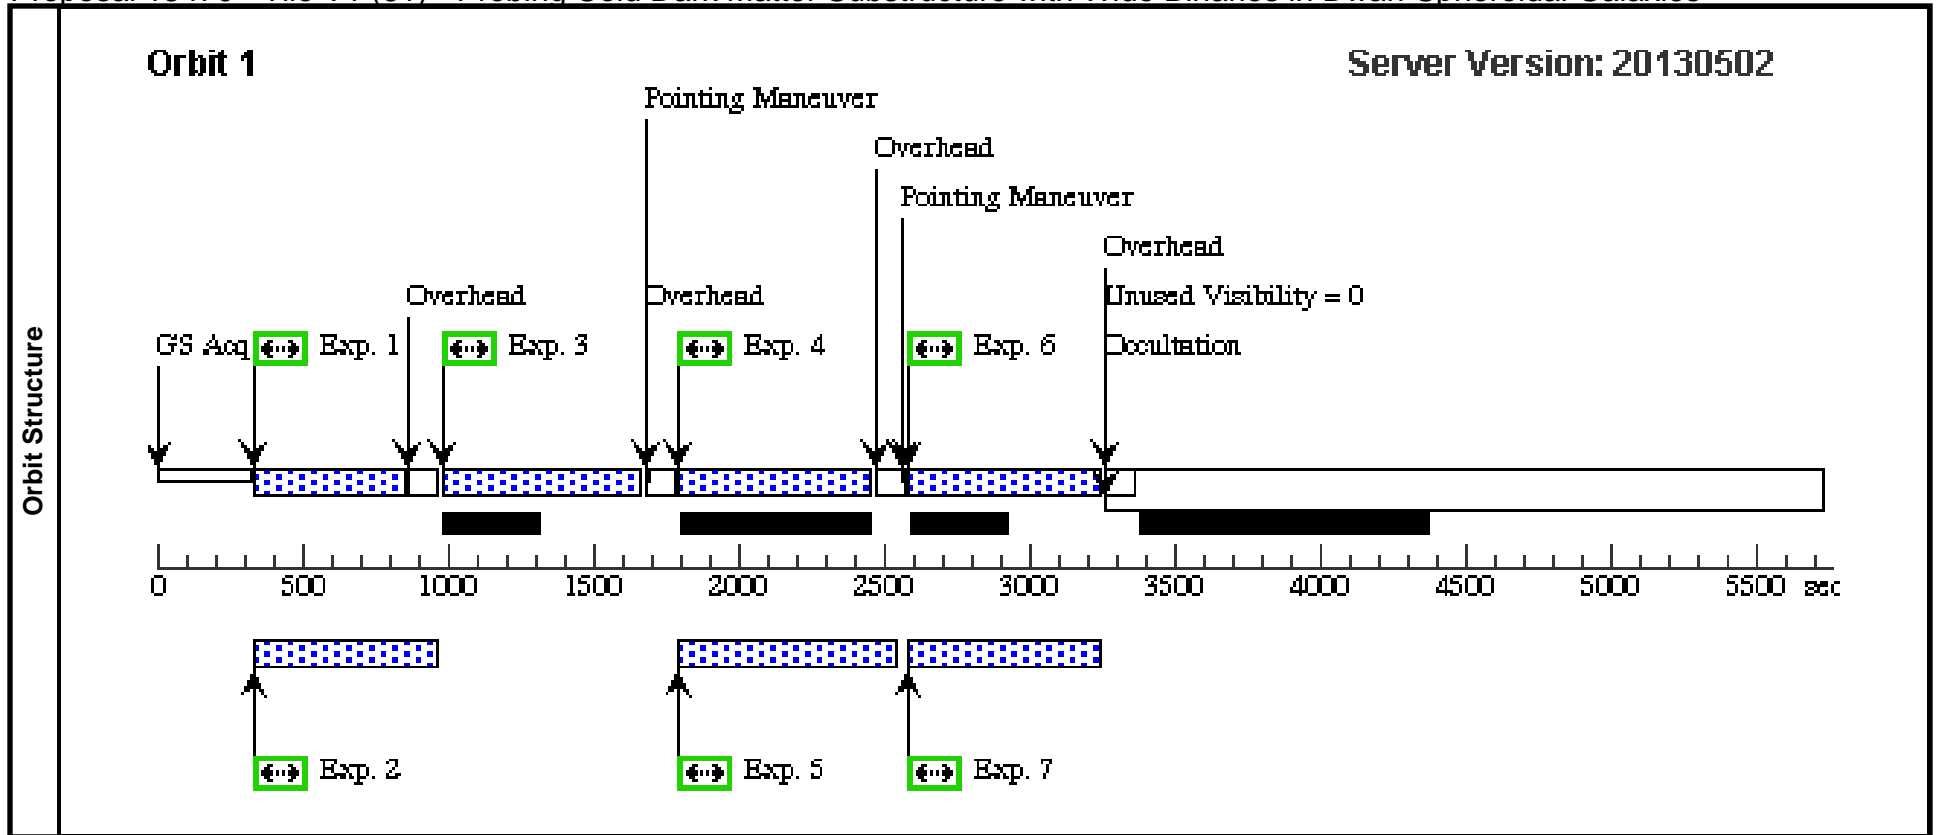 Orbit 1
Server Version: 20130502
Pointing Maneuver
Overhead
Pointing Maneuver
Overhead
Overhead
Overhead
Unused Visibility = 0
GS Acq
Exp. 1
Exp. 3
Exp. 4
Exp. 6
Occultation
Orbit Structure
0 500 1000 1500 2000 2500 3000 3500 4000 4500 5000 5500 sec
Exp. 2
Exp. 5
Exp. 7